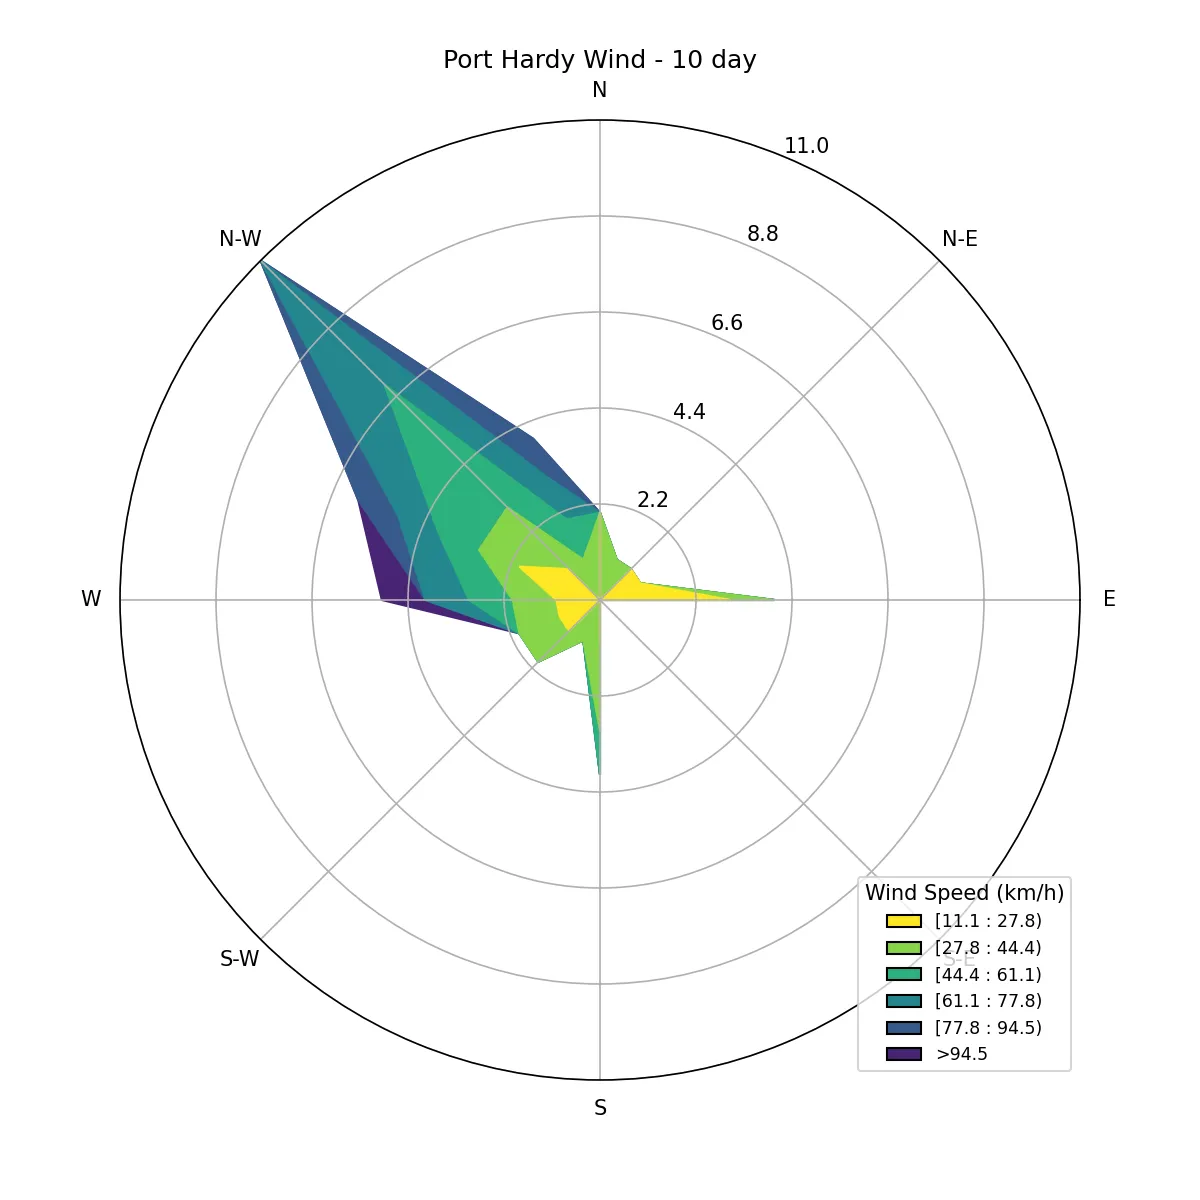 Port Hardy Wind - 10 day
N
11.0
8.8
N-W
N-E
6.6
4.4
2.2
W
E
Wind Speed (km/h)
[11.1 : 27.8)
[27.8 : 44.4)
S-W
S-E
[44.4 : 61.1)
[61.1 : 77.8)
[77.8 : 94.5)
>94.5
S